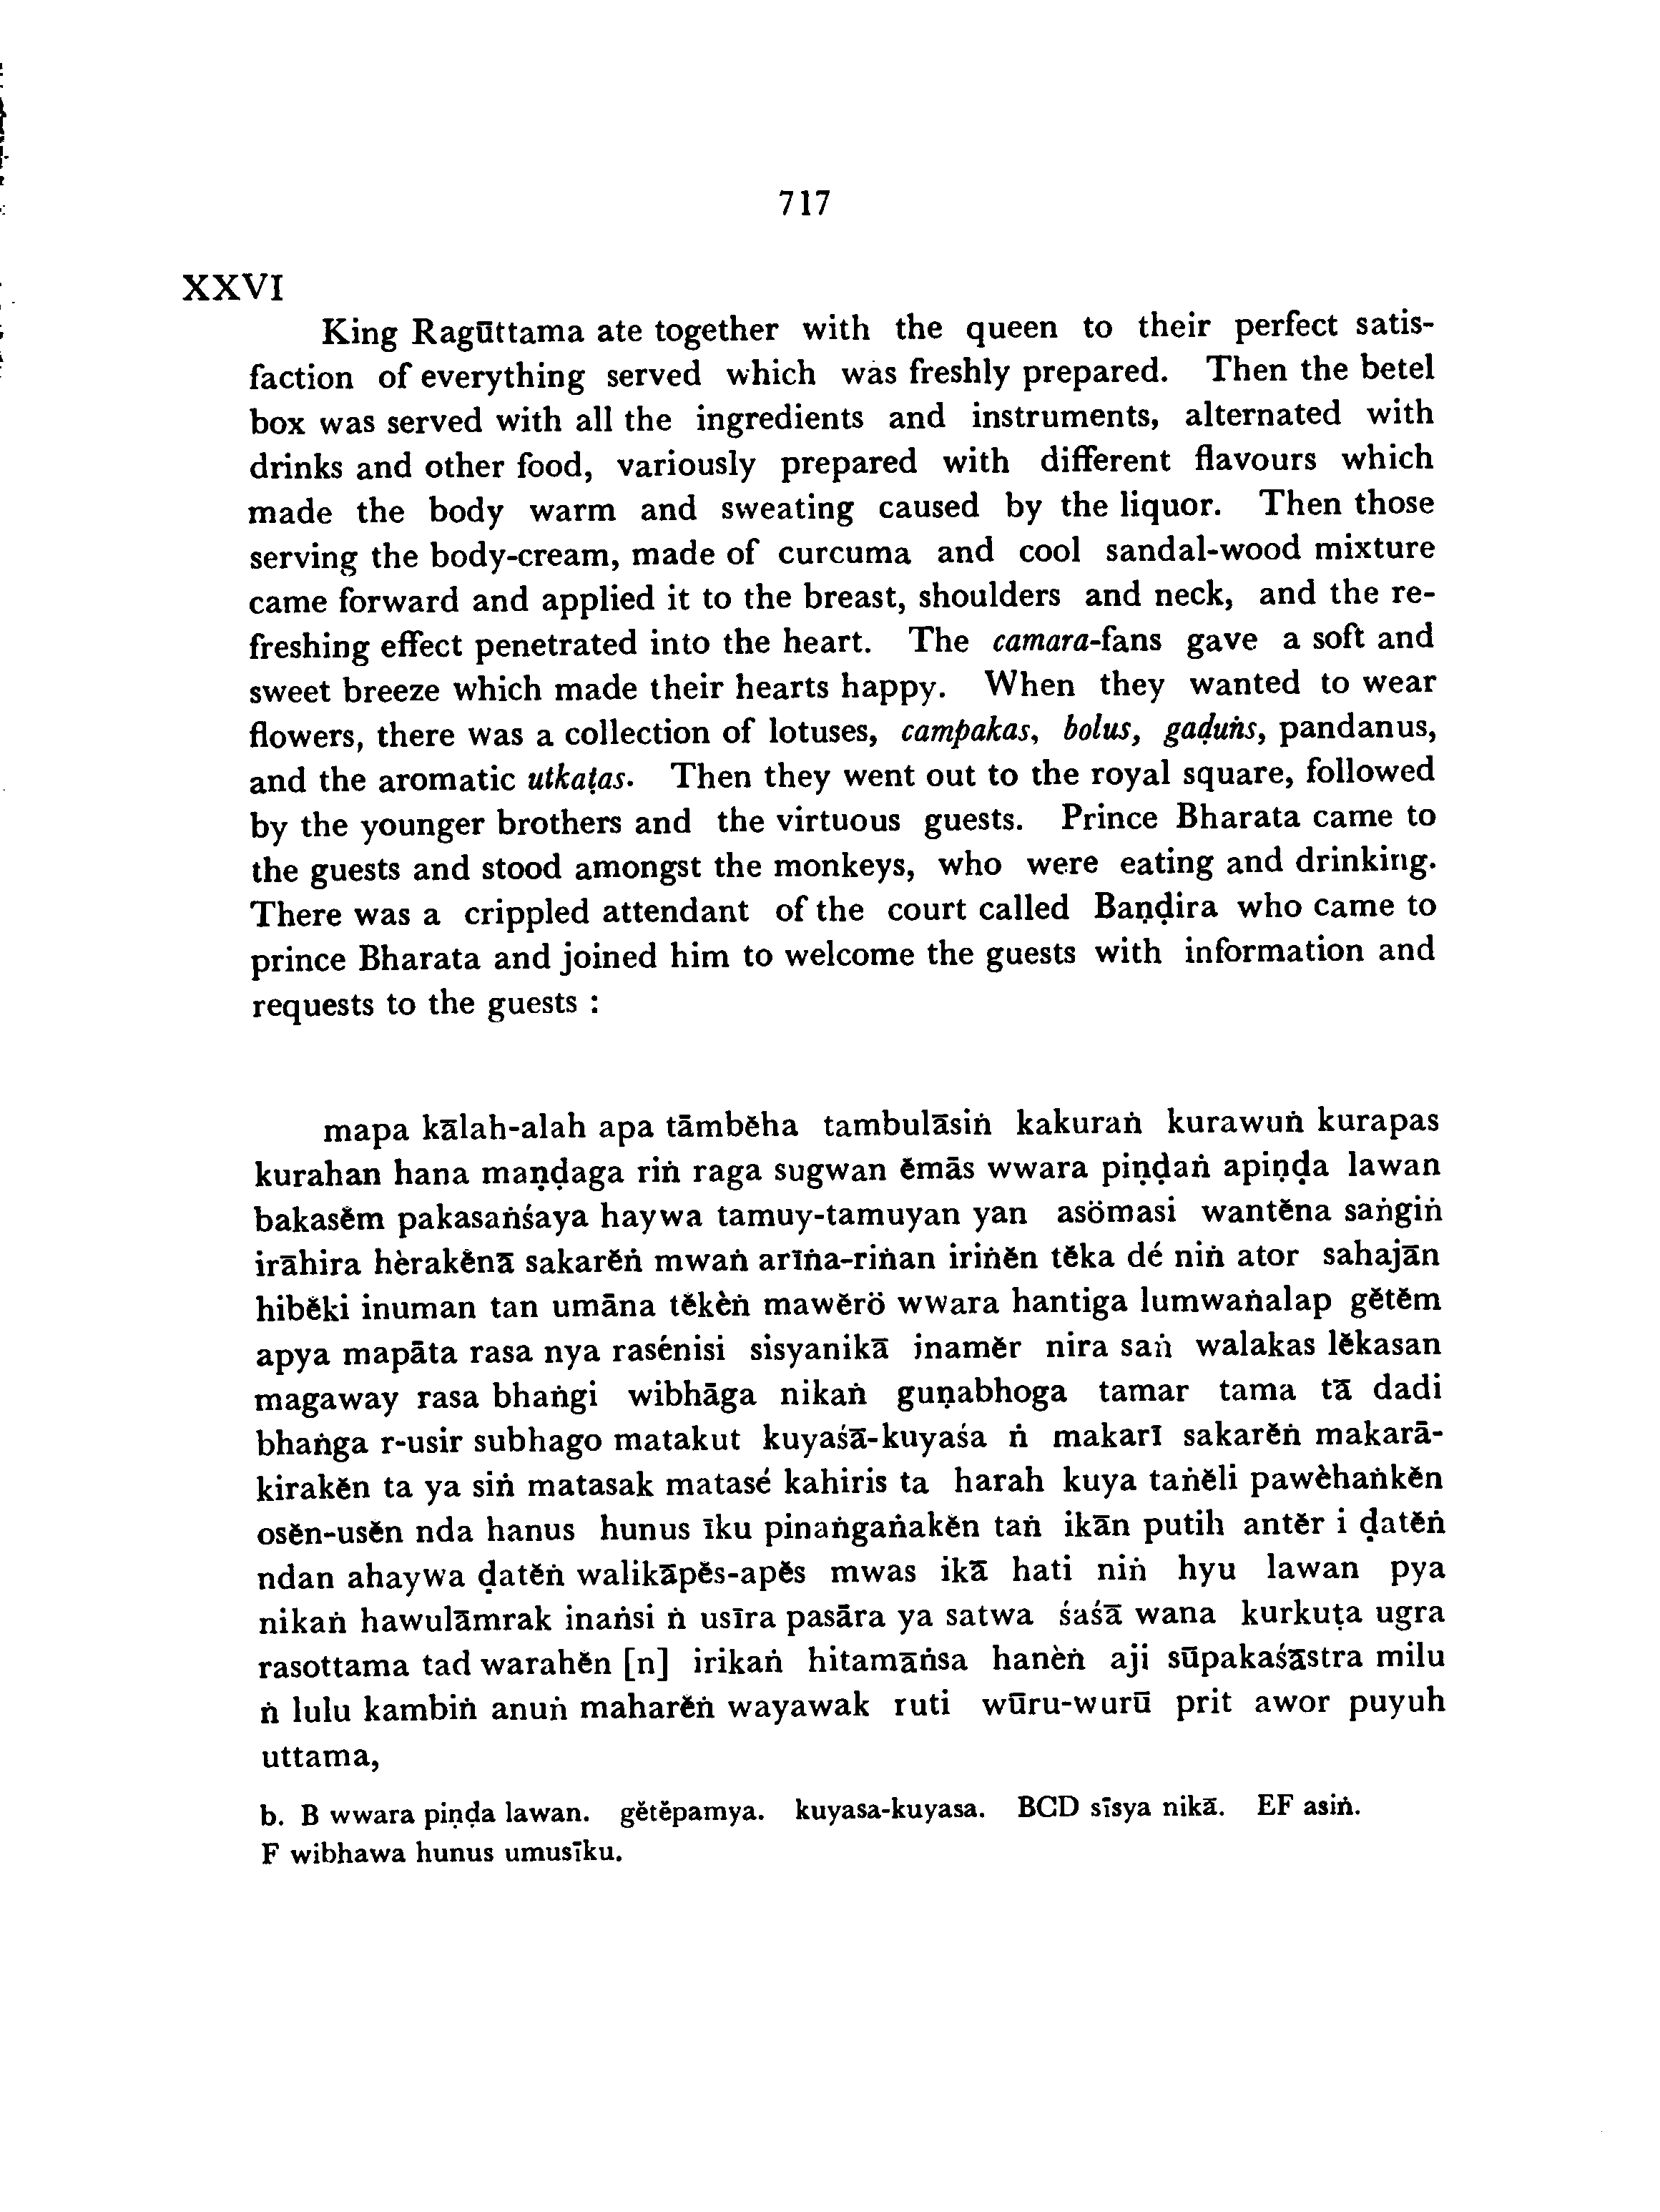 717
XXVI
King Ragūttama ate together with the queen to their perfect satis-
faction of everything served which was freshly prepared. Then the betel
box was served with all the ingredients and instruments, alternated with
drinks and other food, variously prepared with different flavours which
made the body warm and sweating caused by the liquor. Then those
serving the body-cream, made of curcuma and cool sandal-wood mixture
came forward and applied it to the breast, shoulders and neck, and the re-
freshing effect penetrated into the heart. The camara-fans gave a soft and
sweet breeze which made their hearts happy. When they wanted to wear
flowers, there was a collection of lotuses, campakas, bolus, gaḍuṅs, pandanus,
and the aromatic utkaṭas. Then they went out to the royal square, followed
by the younger brothers and the virtuous guests. Prince Bharata came to
the guests and stood amongst the monkeys, who were eating and drinking.
There was a crippled attendant of the court called Baṇḍira who came to
prince Bharata and joined him to welcome the guests with information and
requests to the guests :
mapa kālah-alah apa tāmbĕha tambulāsiṅ kakuraṅ kurawuṅ kurapas
kurahan hana maṇḍaga riṅ raga sugwan ĕmās wwara piṇḍaṅ apiṇḍa lawan
bakasĕm pakasaṅśaya haywa tamuy-tamuyan yan asömasi wantĕna saṅgiṅ
irāhira hèrakĕnā sakarĕṅ mwaṅ arīṅa-riṅan iriṅĕn tĕka dé niṅ ator sahajān
hibĕki inuman tan umāna tĕkèṅ mawĕrö wwara hantiga lumwaṅalap gĕtĕm
apya mapāta rasa nya rasénisi sisyanikā inamĕr nira saṅ walakas lĕkasan
magaway rasa bhaṅgi wibhāga nikaṅ guṇabhoga tamar tama tā dadi
bhaṅga r-usir subhago matakut kuyaśā-kuyaśa ṅ makarī sakarĕṅ makarā-
kirakĕn ta ya siṅ matasak matasé kahiris ta harah kuya taṅĕli pawèhaṅkĕn
osĕn-usĕn nda hanus hunus īku pinaṅgaṅakĕn taṅ ikān putih antĕr i ḍatĕṅ
ndan ahaywa ḍatĕṅ walikāpĕs-apĕs mwas ikā hati niṅ hyu lawan pya
nikaṅ hawulāmrak inaṅsi ṅ usīra pasāra ya satwa śaśā wana kurkuṭa ugra
rasottama tad warahĕn [n] irikaṅ hitamāṅsa hanèṅ aji sūpakaśāstra milu
ṅ lulu kambiṅ anuṅ maharĕṅ wayawak ruti wūru-wurū prit awor puyuh
uttama,
b. B wwara piṇḍa lawan. gĕtĕpamya. kuyasa-kuyasa. BCD sīsya nikā. EF asiṅ.
F wibhawa hunus umusīku.